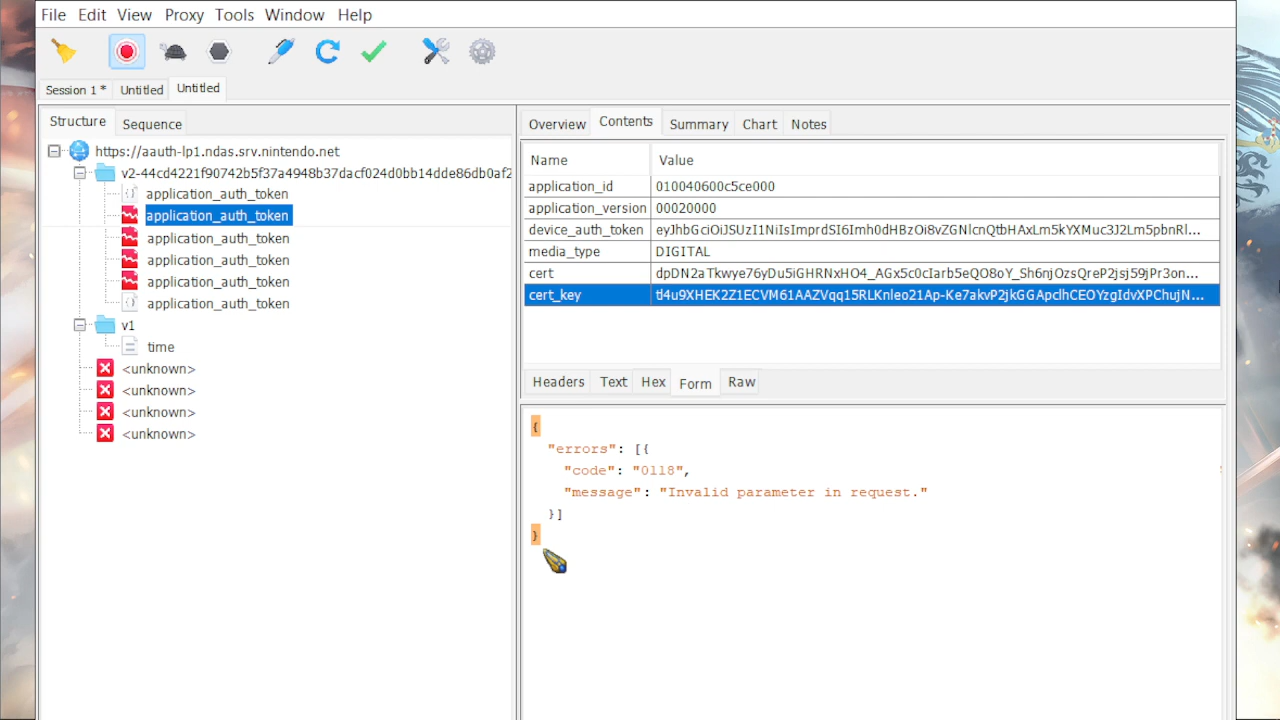 File Edit View Proxy Tools Window Help
Session 1 * Untitled Untitled
Structure Sequence
https://aauth-lp1.ndas.srv.nintendo.net
v2-44cd4221f90742b5f37a4948b37dacf024d0bb14dde86db0af2
application_auth_token
application_auth_token
application_auth_token
application_auth_token
application_auth_token
application_auth_token
v1
time
<unknown>
<unknown>
<unknown>
<unknown>
Overview Contents Summary Chart Notes
Name Value
application_id 010040600c5ce000
application_version 00020000
device_auth_token eyJhbGciOiJSUzI1NiIsImprdSI6Imh0dHBzOi8vZGNlcnQtbHAxLm5kYXMuc3J2Lm5pbnRl...
media_type DIGITAL
cert dpDN2aTkwye76yDu5iGHRNxHO4_AGx5c0cIarb5eQO8oY_Sh6njOzsQreP2jsj59jPr3on...
cert_key tl4u9XHEK2Z1ECVM61AAZVqq15RLKnleo21Ap-Ke7akvP2jkGGApclhCEOYzgIdvXPChujN...
Headers Text Hex Form Raw
{
"errors": [{
"code": "0118",
"message": "Invalid parameter in request."
}]
}